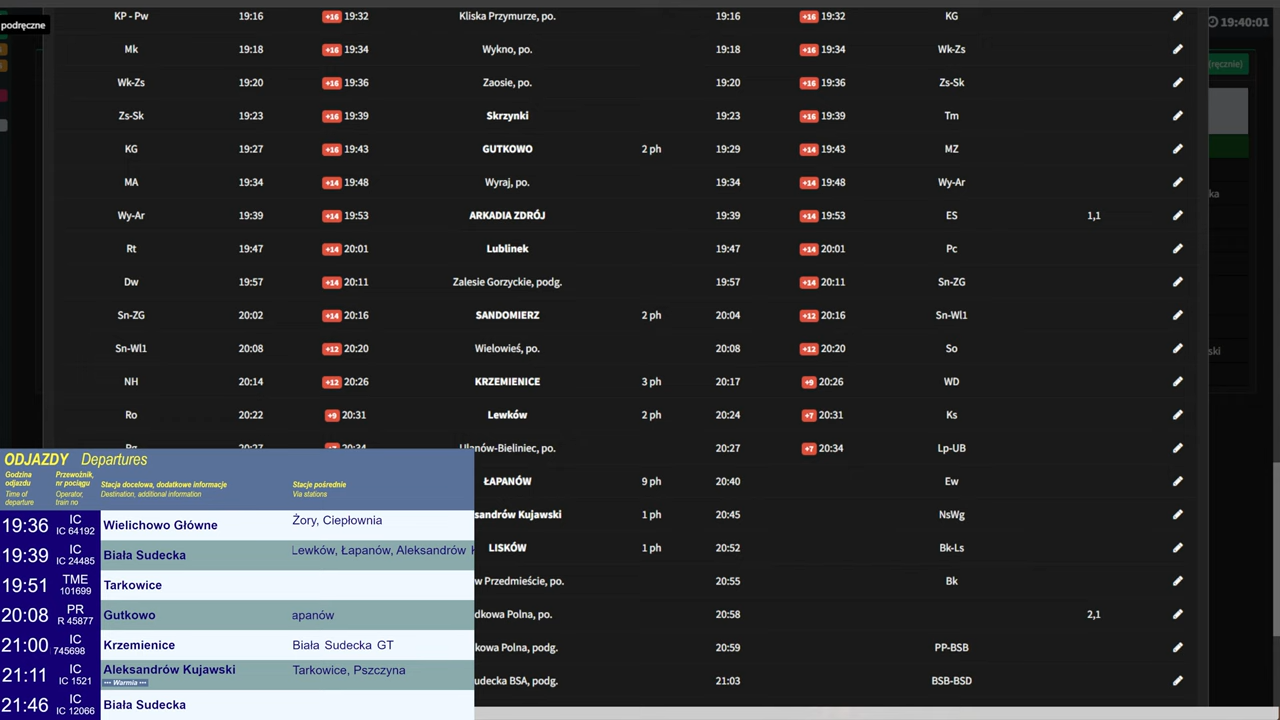 KP - Pw 19:16 +16 19:32 Kliska Przymurze, po. 19:16 +16 19:32 KG
podręczne
19:40:01
Mk 19:18 +16 19:34 Wykno, po. 19:18 +16 19:34 Wk-Zs
(ręcznie)
Wk-Zs 19:20 +16 19:36 Zaosie, po. 19:20 +16 19:36 Zs-Sk
Zs-Sk 19:23 +16 19:39 Skrzynki 19:23 +16 19:39 Tm
KG 19:27 +16 19:43 GUTKOWO 2 ph 19:29 +14 19:43 MZ
MA 19:34 +14 19:48 Wyraj, po. 19:34 +14 19:48 Wy-Ar
ka
Wy-Ar 19:39 +14 19:53 ARKADIA ZDRÓJ 19:39 +14 19:53 ES 1,1
Rt 19:47 +14 20:01 Lublinek 19:47 +14 20:01 Pc
Dw 19:57 +14 20:11 Zalesie Gorzyckie, podg. 19:57 +14 20:11 Sn-ZG
Sn-ZG 20:02 +14 20:16 SANDOMIERZ 2 ph 20:04 +12 20:16 Sn-Wl1
Sn-Wl1 20:08 +12 20:20 Wielowieś, po. 20:08 +12 20:20 So
ski
NH 20:14 +12 20:26 KRZEMIENICE 3 ph 20:17 +9 20:26 WD
Ro 20:22 +9 20:31 Lewków 2 ph 20:24 +7 20:31 Ks
20:27 20:34 Ulanów-Bieliniec, po. 20:27 +7 20:34 Lp-UB
ŁAPANÓW 9 ph 20:40 Ew
sandrów Kujawski 1 ph 20:45 NsWg
LISKÓW 1 ph 20:52 Bk-Ls
w Przedmieście, po. 20:55 Bk
dkowa Polna, po. 20:58 2,1
kowa Polna, podg. 20:59 PP-BSB
udecka BSA, podg. 21:03 BSB-BSD
ODJAZDY Departures
Godzina odjazdu
Time of departure
Przewoźnik, nr pociągu
Operator, train no
Stacja docelowa, dodatkowe informacje
Destination, additional information
Stacje pośrednie
Via stations
19:36 IC IC 64192 Wielichowo Główne Żory, Ciepłownia
19:39 IC IC 24485 Biała Sudecka Lewków, Łapanów, Aleksandrów
19:51 TME 101699 Tarkowice
20:08 PR R 45877 Gutkowo apanów
21:00 IC 745698 Krzemienice Biała Sudecka GT
21:11 IC IC 1521 Aleksandrów Kujawski Tarkowice, Pszczyna
••• Warmia •••
21:46 IC IC 12066 Biała Sudecka